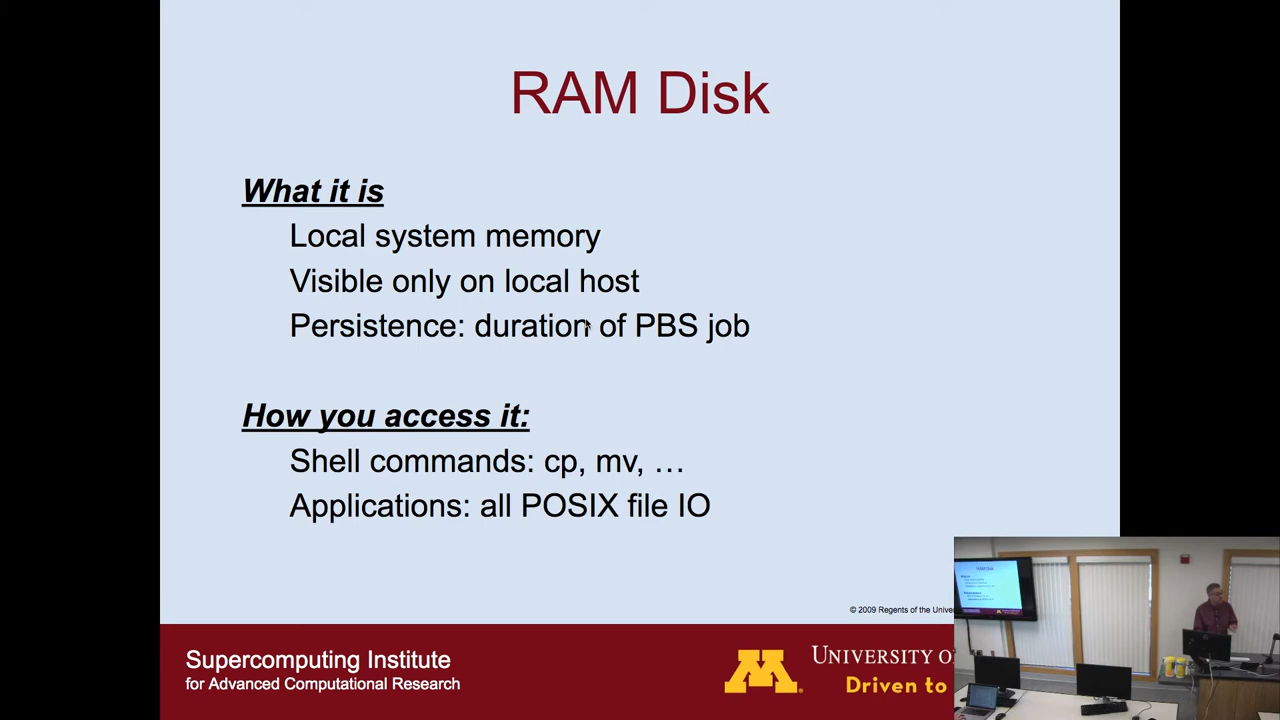 RAM Disk
What it is
Local system memory
Visible only on local host
Persistence: duration of PBS job
How you access it:
Shell commands: cp, mv, …
Applications: all POSIX file IO
© 2009 Regents of the
Supercomputing Institute
for Advanced Computational Research
M
UNIVERSITY
Driven to